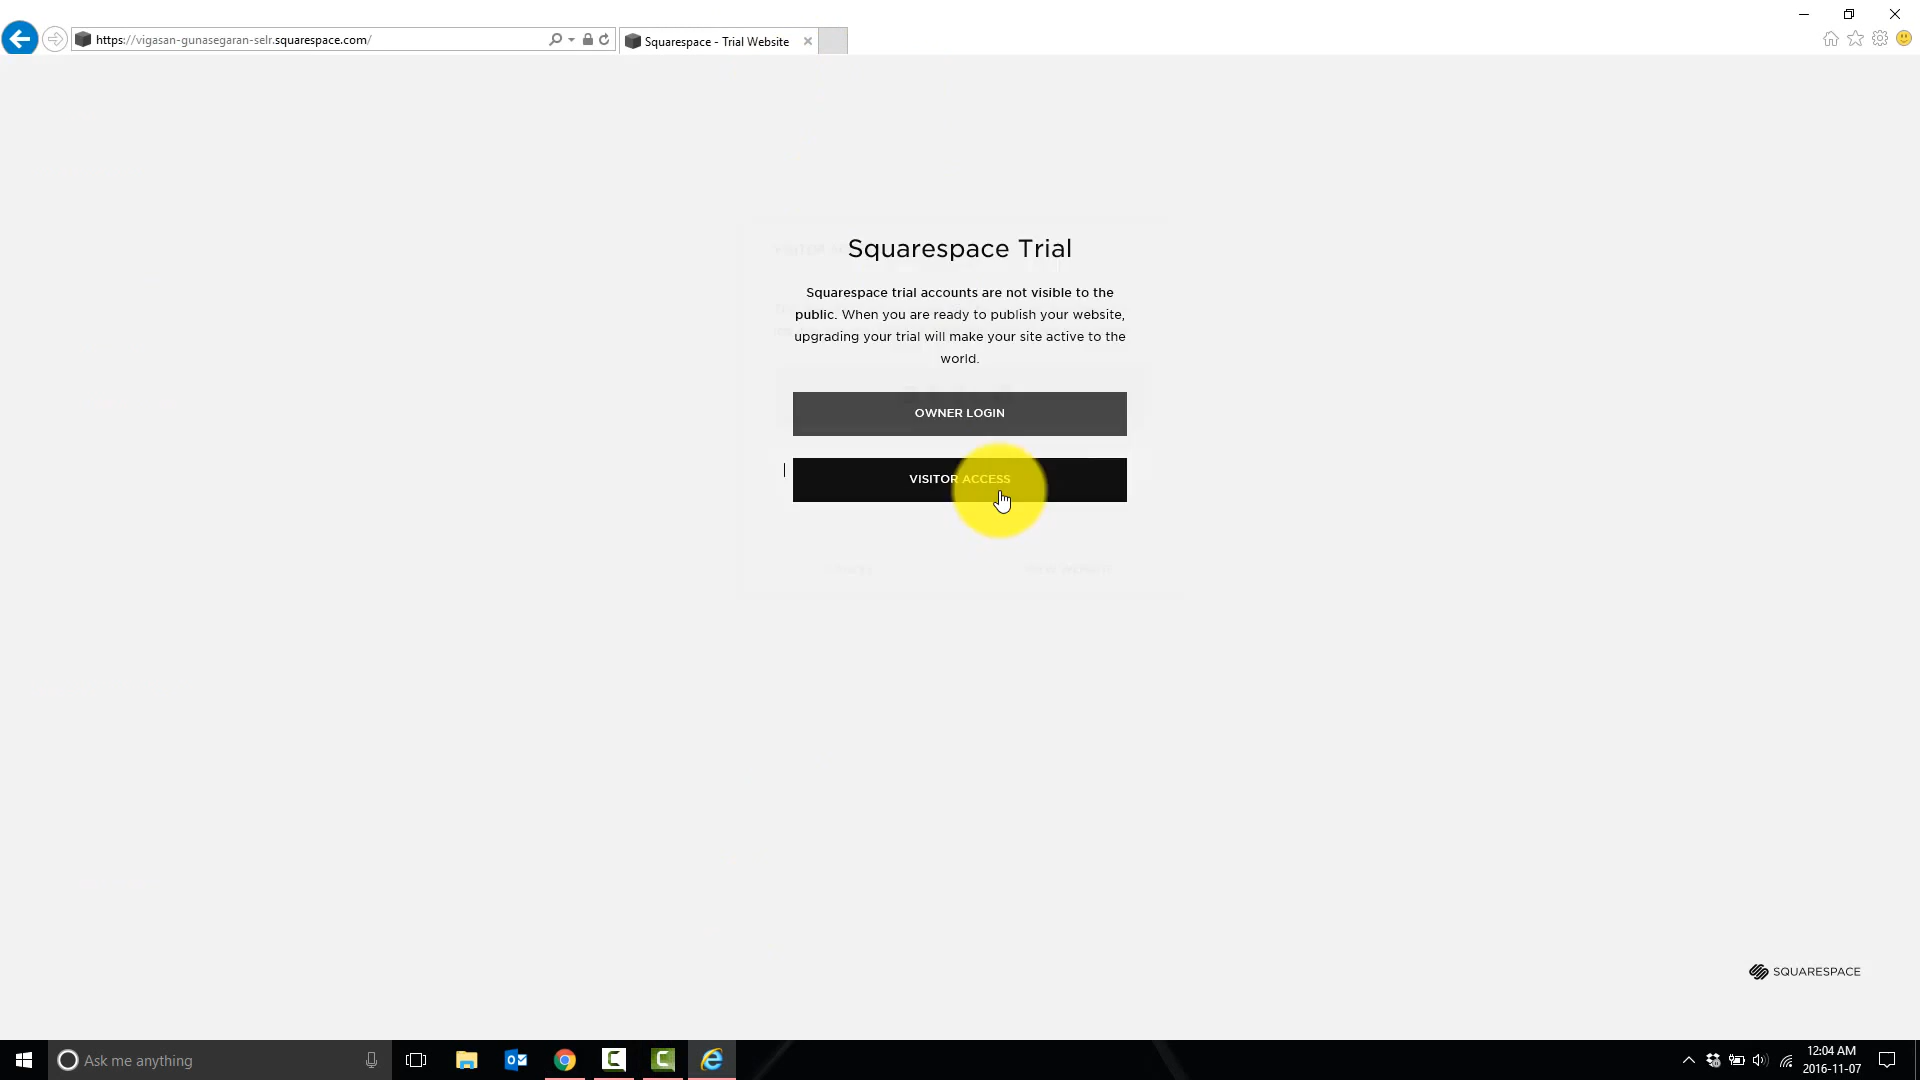 https://vigasan-gunasegaran-selr.squarespace.com/
Squarespace - Trial Website
Squarespace Trial
Squarespace trial accounts are not visible to the
public. When you are ready to publish your website,
upgrading your trial will make your site active to the
world.
OWNER LOGIN
VISITOR ACCESS
SQUARESPACE
Ask me anything
12:04 AM
2016-11-07